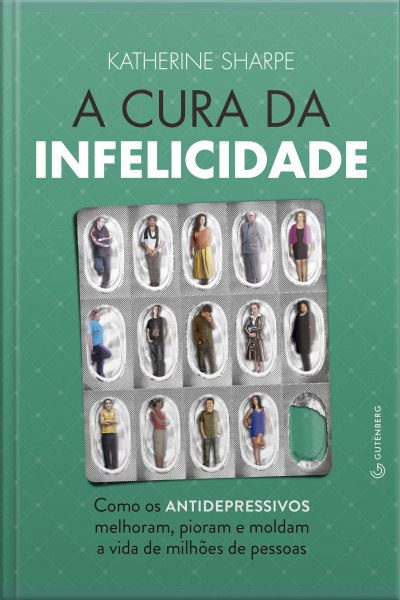 KATHERINE SHARPE
A CURA DA
INFELICIDADE
GUTENBERG
Como os ANTIDEPRESSIVOS
melhoram, pioram e moldam
a vida de milhões de pessoas